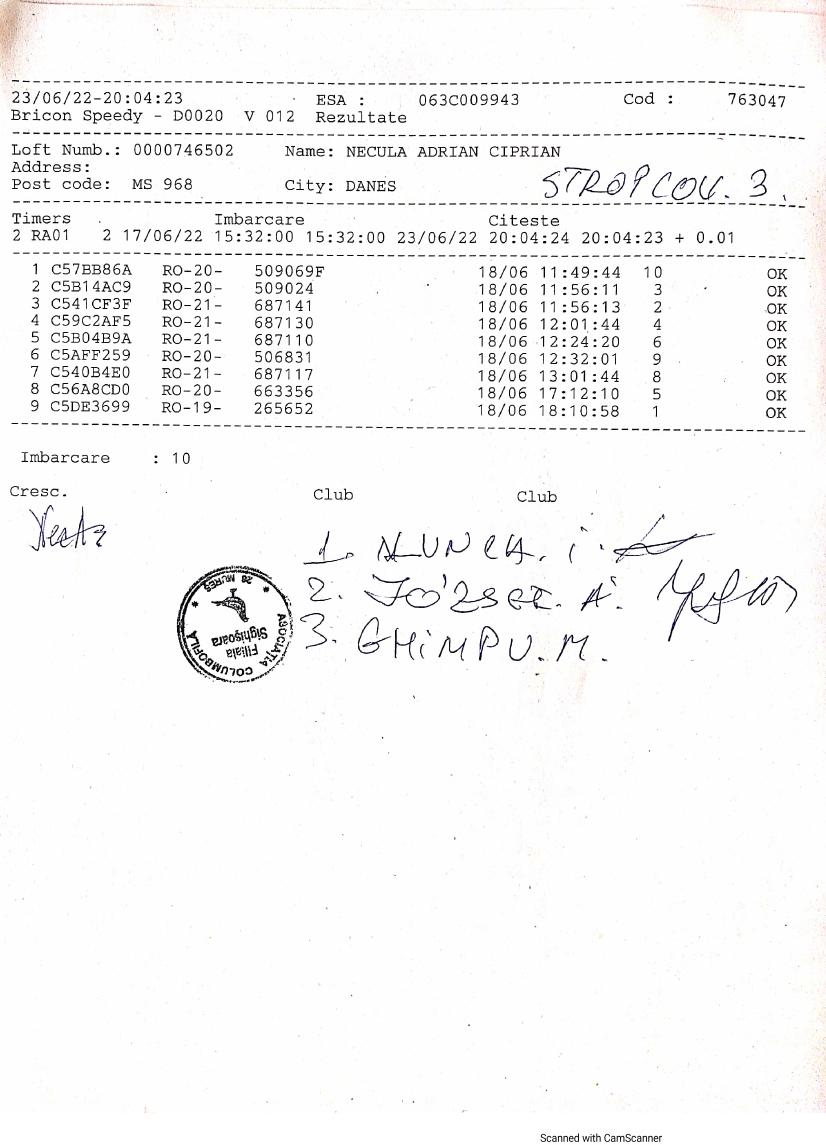 23/06/22-20:04:23 ESA : 063C009943 Cod : 763047
Bricon Speedy - D0020 V 012 Rezultate
Loft Numb.: 0000746502 Name: NECULA ADRIAN CIPRIAN
Address:
Post code: MS 968 City: DANES
STROPCOV. 3.
Timers Imbarcare Citeste
2 RA01 2 17/06/22 15:32:00 15:32:00 23/06/22 20:04:24 20:04:23 + 0.01
1 C57BB86A RO-20- 509069F 18/06 11:49:44 10 OK
2 C5B14AC9 RO-20- 509024 18/06 11:56:11 3 OK
3 C541CF3F RO-21- 687141 18/06 11:56:13 2 OK
4 C59C2AF5 RO-21- 687130 18/06 12:01:44 4 OK
5 C5B04B9A RO-21- 687110 18/06 12:24:20 6 OK
6 C5AFF259 RO-20- 506831 18/06 12:32:01 9 OK
7 C540B4E0 RO-21- 687117 18/06 13:01:44 8 OK
8 C56A8CD0 RO-20- 663356 18/06 17:12:10 5 OK
9 C5DE3699 RO-19- 265652 18/06 18:10:58 1 OK
Imbarcare : 10
Cresc. Club Club
1.
2. JÓZSEF. A.
3. GHIMPU. M.
ASOCIAȚIA COLUMBOFILA
Filiala
Sighișoara
28 MUREȘ
Scanned with CamScanner